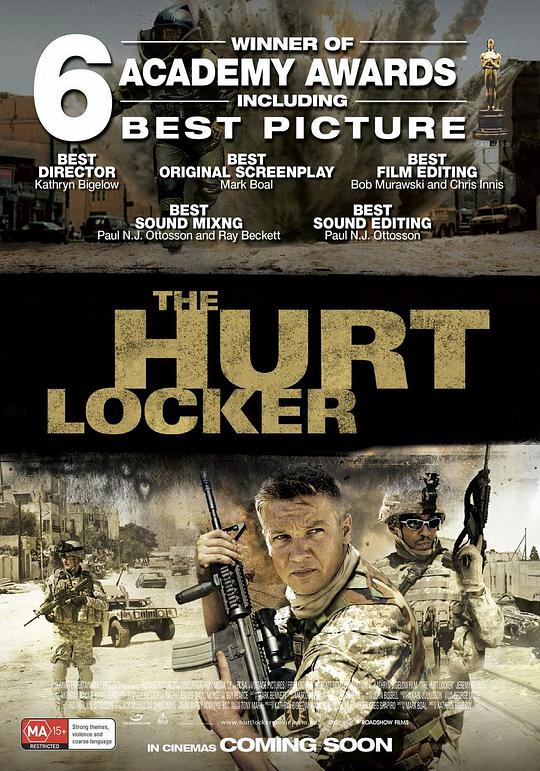 6
WINNER OF
ACADEMY AWARDS
INCLUDING
BEST PICTURE
BEST
DIRECTOR
Kathryn Bigelow
BEST
ORIGINAL SCREENPLAY
Mark Boal
BEST
FILM EDITING
Bob Murawski and Chris Innis
BEST
SOUND MIXNG
Paul N.J. Ottosson and Ray Beckett
BEST
SOUND EDITING
Paul N.J. Ottosson
THE
HURT
LOCKER
MA 15+
RESTRICTED
Strong themes,
violence and
coarse language
ROADSHOW FILMS
IN CINEMAS COMING SOON